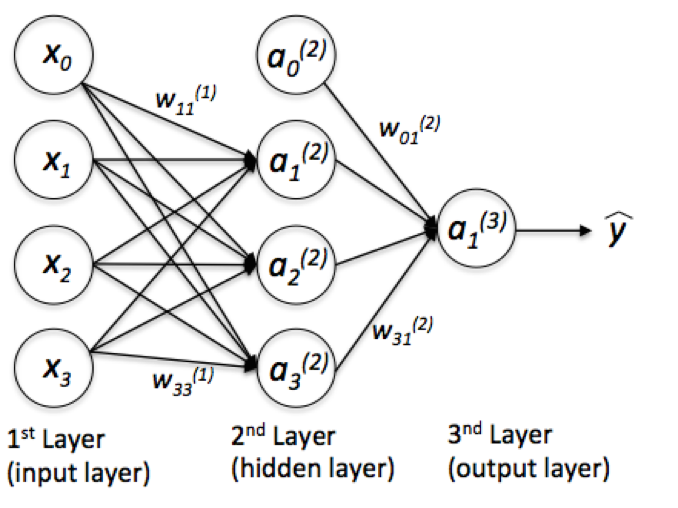 x₀
a₀⁽²⁾
w₁₁⁽¹⁾
w₀₁⁽²⁾
x₁
a₁⁽²⁾
a₁⁽³⁾
ŷ
x₂
a₂⁽²⁾
w₃₁⁽²⁾
x₃
w₃₃⁽¹⁾
a₃⁽²⁾
1ˢᵗ Layer
(input layer)
2ⁿᵈ Layer
(hidden layer)
3ⁿᵈ Layer
(output layer)